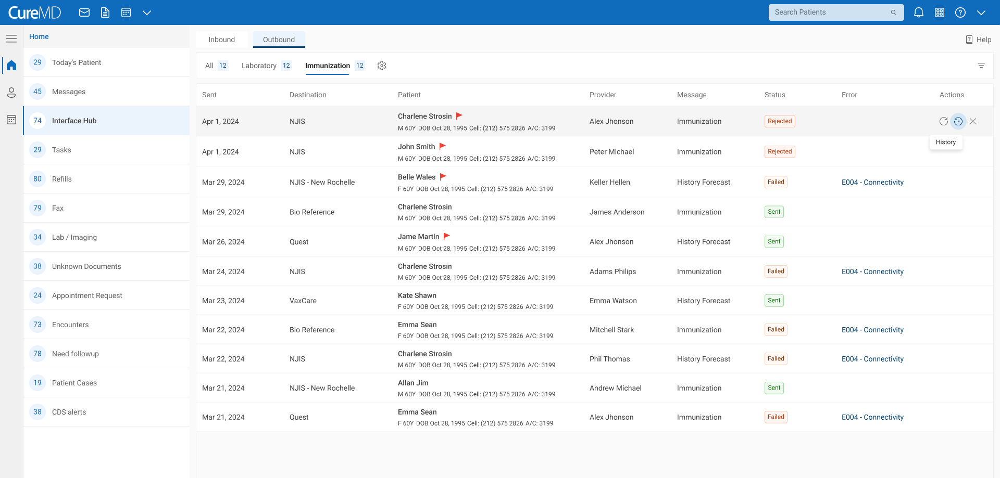 CureMD
Search Patients
Home
Inbound
Outbound
Help
29 Today's Patient
45 Messages
74 Interface Hub
29 Tasks
80 Refills
79 Fax
34 Lab / Imaging
38 Unknown Documents
24 Appointment Request
73 Encounters
78 Need followup
19 Patient Cases
38 CDS alerts
All 12 Laboratory 12 Immunization 12
Sent Destination Patient Provider Message Status Error Actions
Apr 1, 2024 NJIS Charlene Strosin Alex Jhonson Immunization Rejected
M 60Y DOB Oct 28, 1995 Cell: (212) 575 2826 A/C: 3199
History
Apr 1, 2024 NJIS John Smith Peter Michael Immunization Rejected
M 60Y DOB Oct 28, 1995 Cell: (212) 575 2826 A/C: 3199
Mar 29, 2024 NJIS - New Rochelle Belle Wales Keller Hellen History Forecast Failed E004 - Connectivity
F 60Y DOB Oct 28, 1995 Cell: (212) 575 2826 A/C: 3199
Mar 29, 2024 Bio Reference Charlene Strosin James Anderson Immunization Sent
M 60Y DOB Oct 28, 1995 Cell: (212) 575 2826 A/C: 3199
Mar 26, 2024 Quest Jame Martin Alex Jhonson History Forecast Sent
M 60Y DOB Oct 28, 1995 Cell: (212) 575 2826 A/C: 3199
Mar 24, 2024 NJIS Charlene Strosin Adams Philips Immunization Failed E004 - Connectivity
M 60Y DOB Oct 28, 1995 Cell: (212) 575 2826 A/C: 3199
Mar 23, 2024 VaxCare Kate Shawn Emma Watson History Forecast Sent
F 60Y DOB Oct 28, 1995 Cell: (212) 575 2826 A/C: 3199
Mar 22, 2024 Bio Reference Emma Sean Mitchell Stark Immunization Failed E004 - Connectivity
F 60Y DOB Oct 28, 1995 Cell: (212) 575 2826 A/C: 3199
Mar 22, 2024 NJIS Charlene Strosin Phil Thomas History Forecast Failed E004 - Connectivity
M 60Y DOB Oct 28, 1995 Cell: (212) 575 2826 A/C: 3199
Mar 21, 2024 NJIS - New Rochelle Allan Jim Andrew Michael Immunization Sent
M 60Y DOB Oct 28, 1995 Cell: (212) 575 2826 A/C: 3199
Mar 21, 2024 Quest Emma Sean Alex Jhonson Immunization Failed E004 - Connectivity
F 60Y DOB Oct 28, 1995 Cell: (212) 575 2826 A/C: 3199